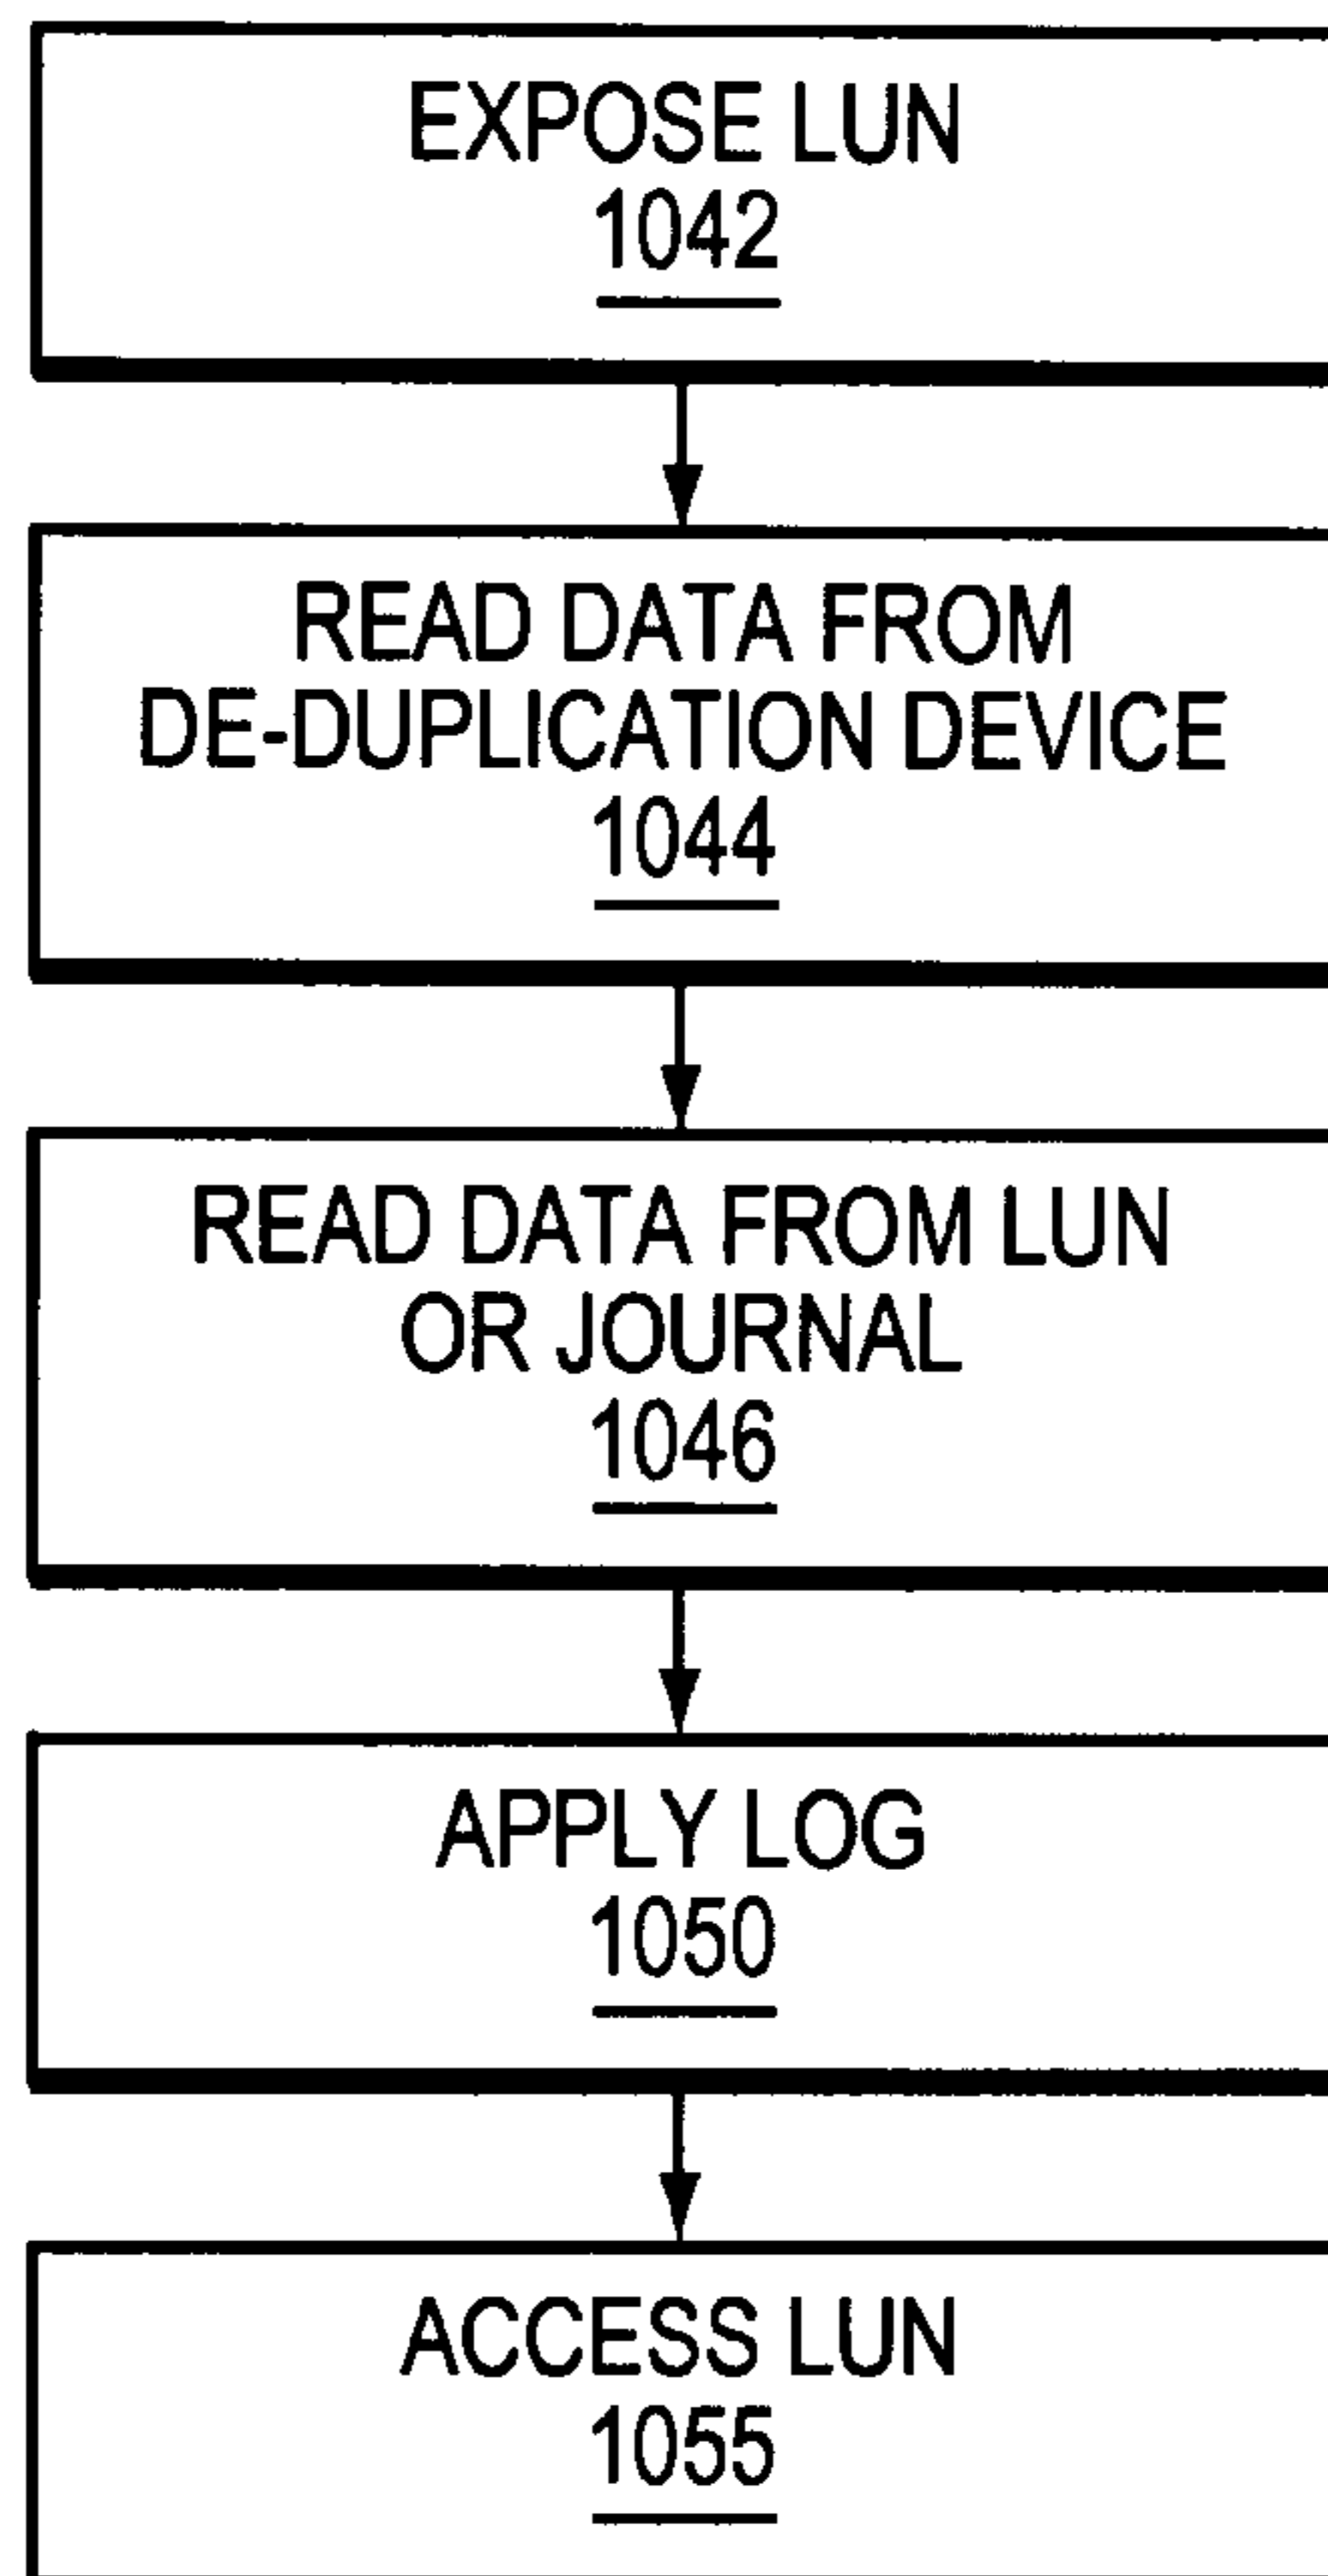 EXPOSE LUN
1042
READ DATA FROM
DE-DUPLICATION DEVICE
1044
READ DATA FROM LUN
OR JOURNAL
1046
APPLY LOG
1050
ACCESS LUN
1055